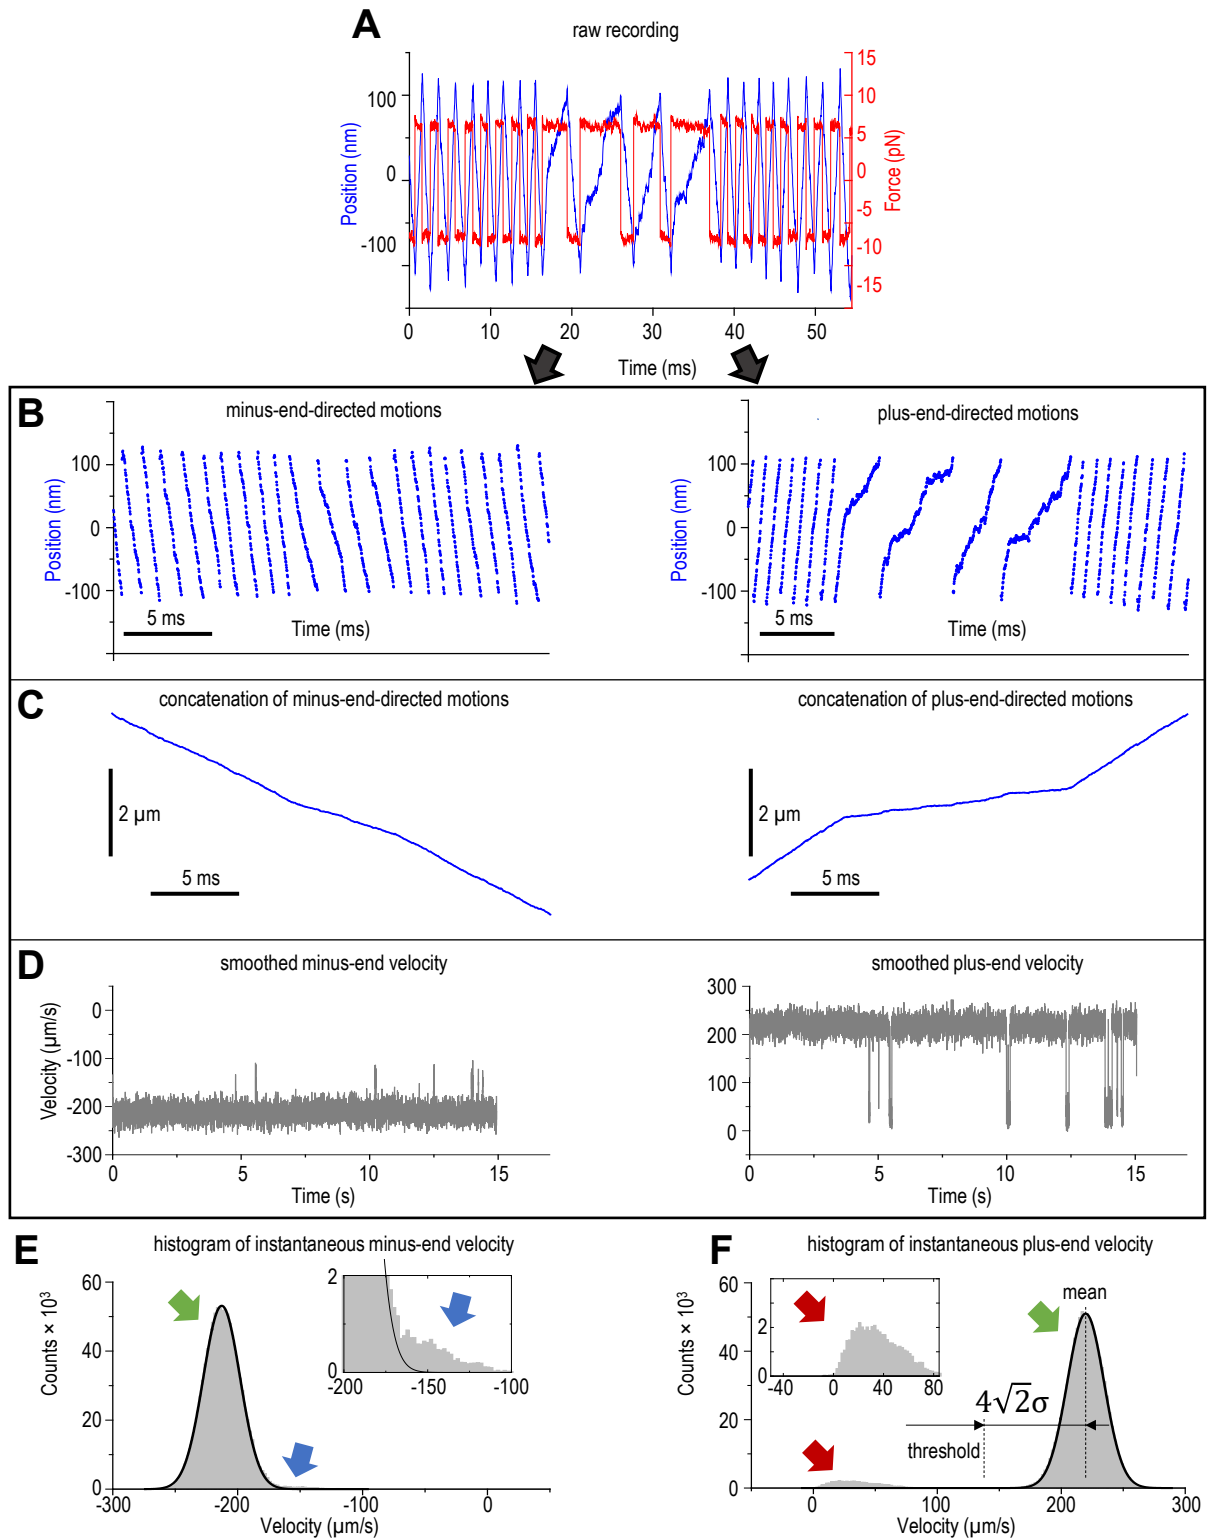 A
raw recording
Position (nm)
100
0
-100
15
10
5
0
-5
-10
-15
Force (pN)
0 10 20 30 40 50
Time (ms)
B
minus-end-directed motions
Position (nm)
100
0
-100
5 ms
Time (ms)
plus-end-directed motions
Position (nm)
100
0
-100
5 ms
Time (ms)
C
concatenation of minus-end-directed motions
2 µm
5 ms
concatenation of plus-end-directed motions
2 µm
5 ms
D
smoothed minus-end velocity
Velocity (µm/s)
0
-100
-200
-300
0 5 10 15
Time (s)
smoothed plus-end velocity
300
200
100
0
0 5 10 15
Time (s)
E
histogram of instantaneous minus-end velocity
Counts × 10³
60
40
20
0
2
0
-200 -150 -100
-300 -200 -100 0
Velocity (µm/s)
F
histogram of instantaneous plus-end velocity
Counts × 10³
60
40
20
0
2
0
-40 0 40 80
mean
4√2σ
threshold
0 100 200 300
Velocity (µm/s)